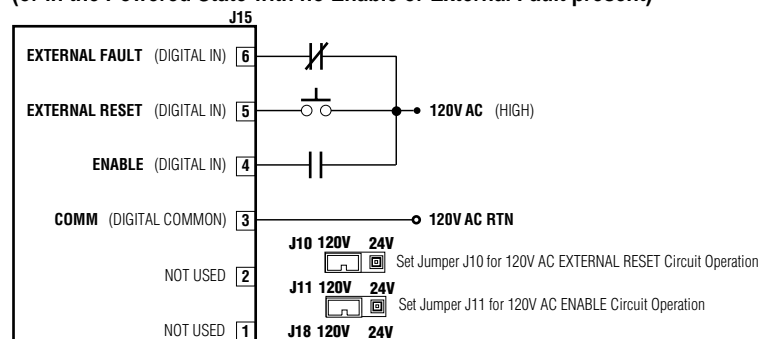 (or in the Powered State with no Enable or External Fault present)
J15
EXTERNAL FAULT (DIGITAL IN) 6
EXTERNAL RESET (DIGITAL IN) 5
120V AC (HIGH)
ENABLE (DIGITAL IN) 4
COMM (DIGITAL COMMON) 3
120V AC RTN
J10 120V 24V
Set Jumper J10 for 120V AC EXTERNAL RESET Circuit Operation
NOT USED 2
J11 120V 24V
Set Jumper J11 for 120V AC ENABLE Circuit Operation
NOT USED 1
J18 120V 24V